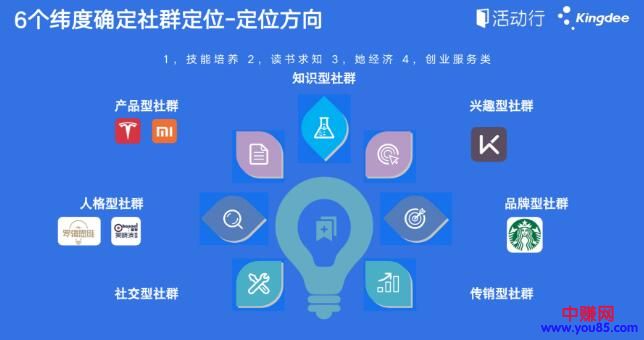 6个纬度确定社群定位-定位方向
活动行
Kingdee
1，技能培养 2，读书求知 3，她经济 4，创业服务类
知识型社群
产品型社群
兴趣型社群
人格型社群
品牌型社群
罗辑思维
社交型社群
传销型社群
中赚网
www.you85.com